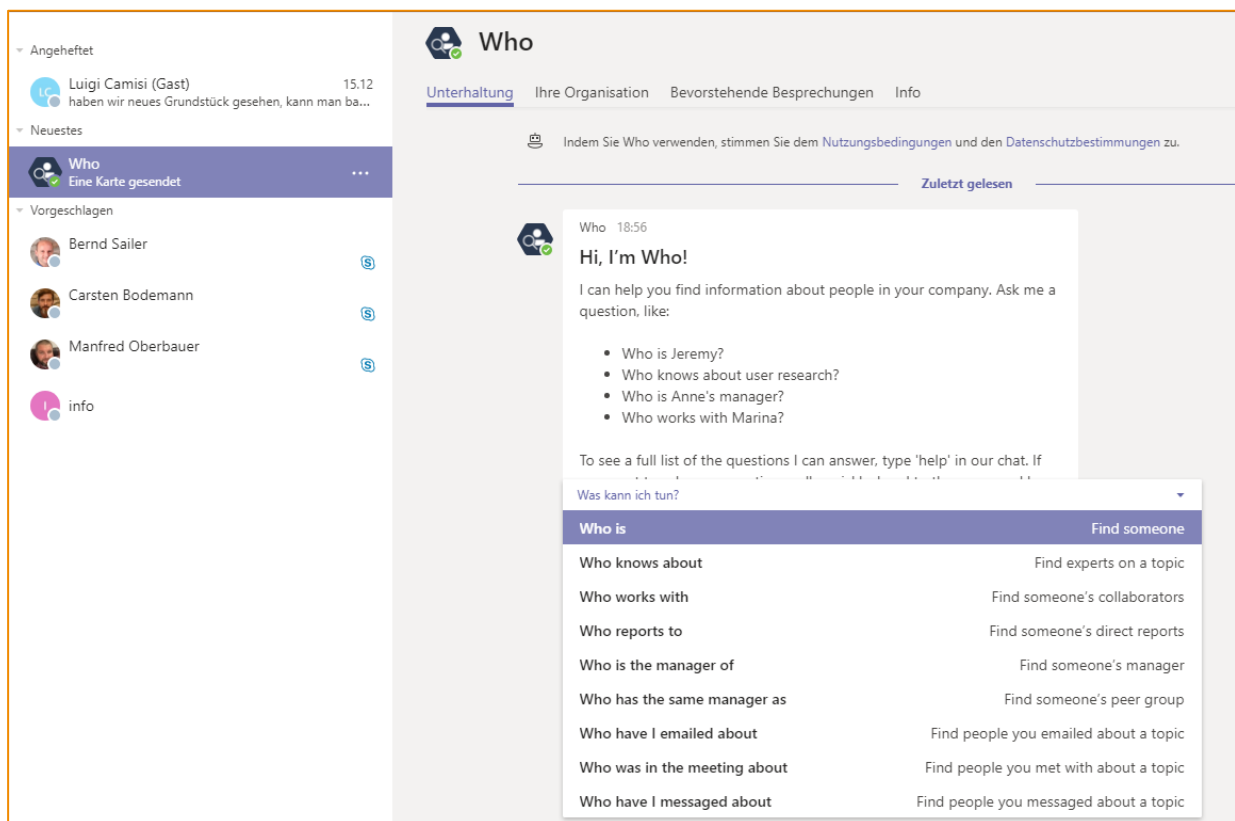 Angeheftet
LC
Luigi Camisi (Gast) 15.12
haben wir neues Grundstück gesehen, kann man ba...
Neuestes
Who
Eine Karte gesendet
Vorgeschlagen
Bernd Sailer
Carsten Bodemann
Manfred Oberbauer
I
info
Who
Unterhaltung Ihre Organisation Bevorstehende Besprechungen Info
Indem Sie Who verwenden, stimmen Sie dem Nutzungsbedingungen und den Datenschutzbestimmungen zu.
Zuletzt gelesen
Who 18:56
Hi, I'm Who!
I can help you find information about people in your company. Ask me a
question, like:
• Who is Jeremy?
• Who knows about user research?
• Who is Anne's manager?
• Who works with Marina?
To see a full list of the questions I can answer, type 'help' in our chat. If
Was kann ich tun?
Who is Find someone
Who knows about Find experts on a topic
Who works with Find someone's collaborators
Who reports to Find someone's direct reports
Who is the manager of Find someone's manager
Who has the same manager as Find someone's peer group
Who have I emailed about Find people you emailed about a topic
Who was in the meeting about Find people you met with about a topic
Who have I messaged about Find people you messaged about a topic